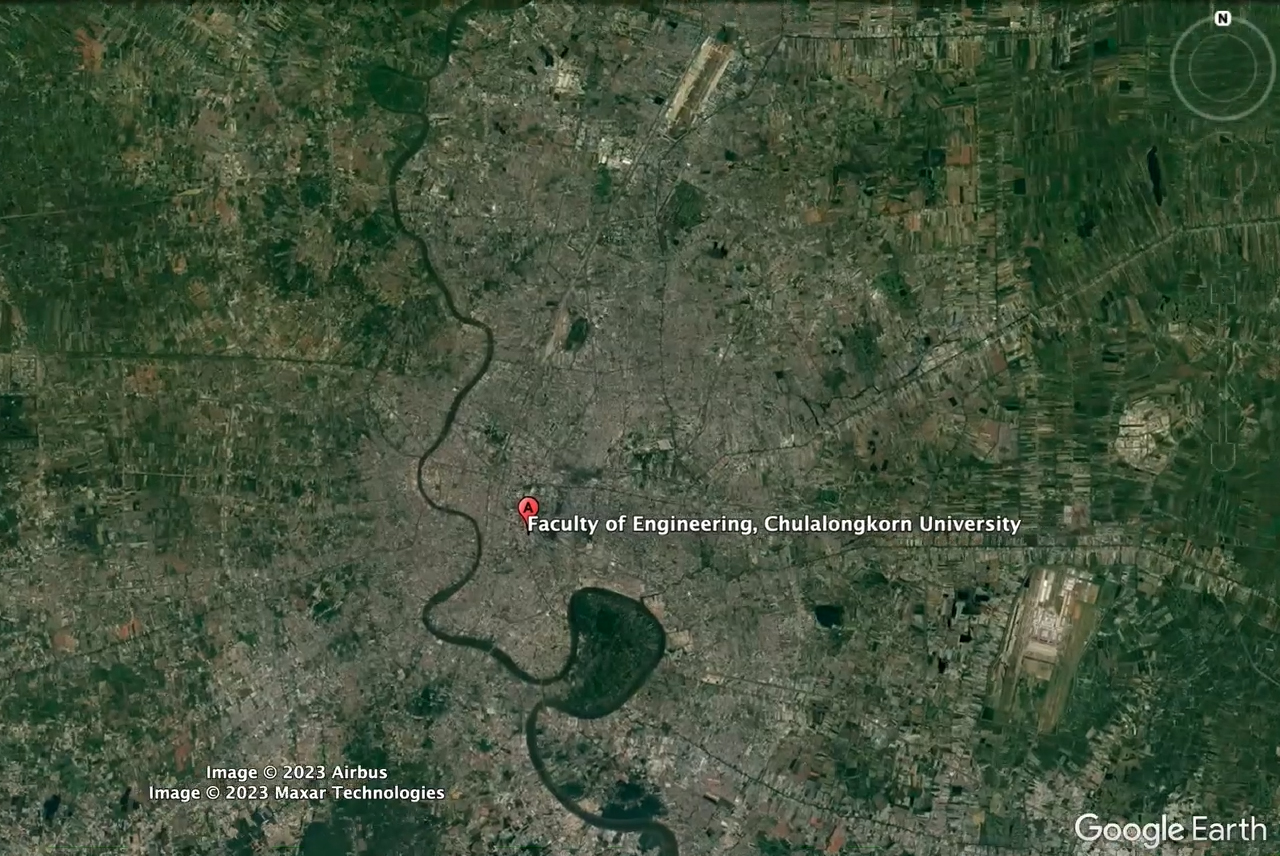 N
A
Faculty of Engineering, Chulalongkorn University
Image © 2023 Airbus
Image © 2023 Maxar Technologies
Google Earth